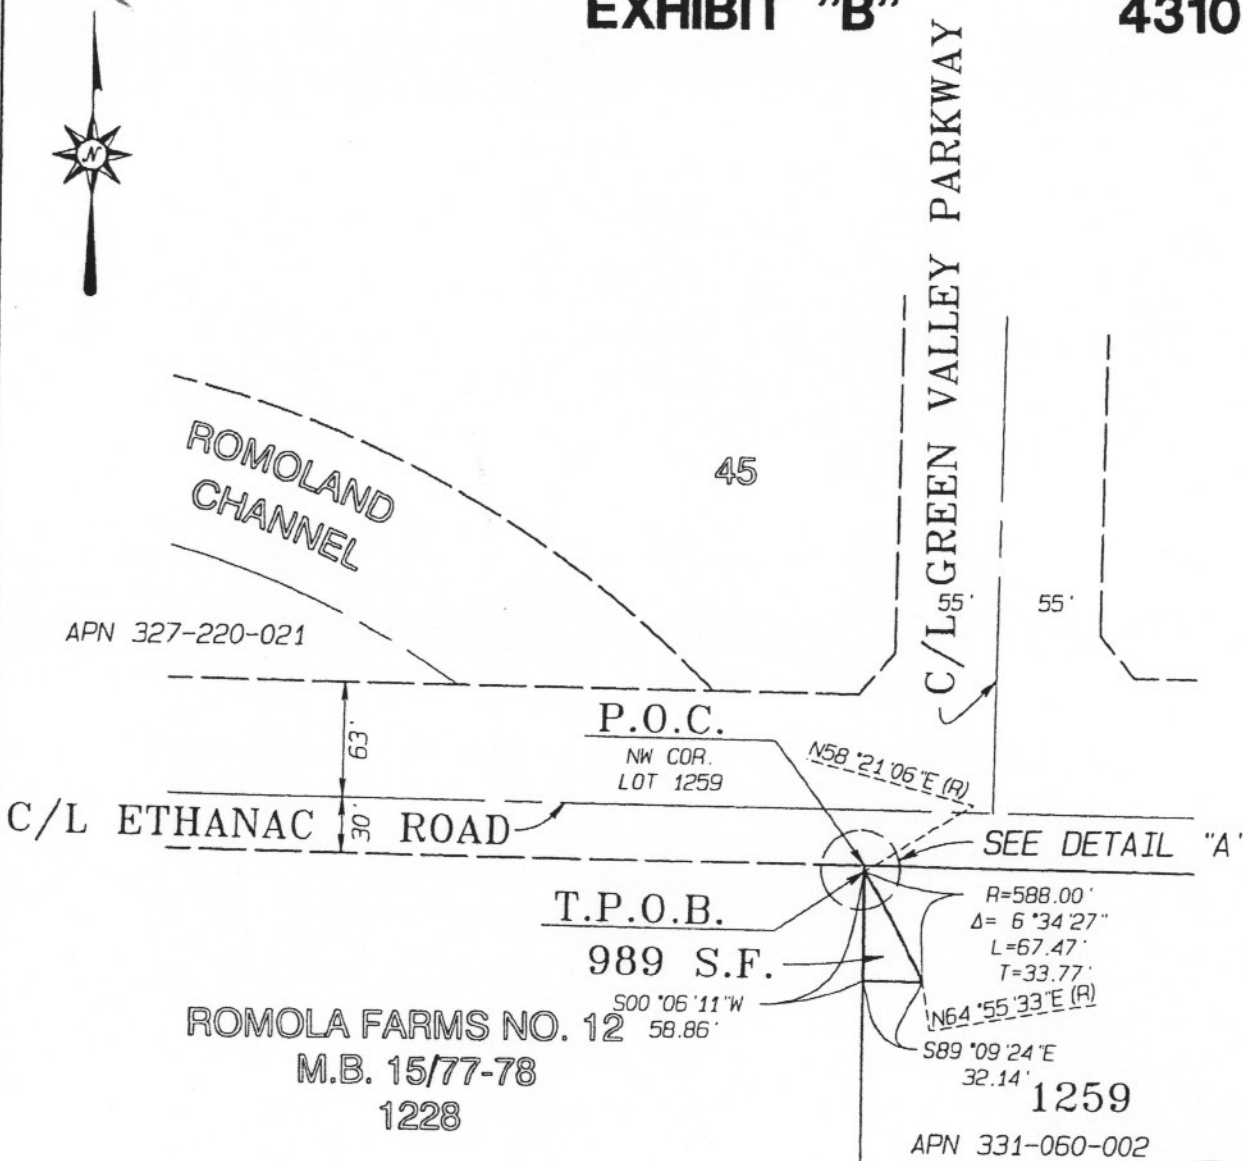 EXHIBIT "B"
4310
N
C/L GREEN VALLEY PARKWAY
ROMOLAND
CHANNEL
45
55'
55'
APN 327-220-021
63'
P.O.C.
NW COR.
LOT 1259
N58°21'06"E (R)
C/L ETHANAC ROAD
30'
SEE DETAIL "A"
T.P.O.B.
R=588.00'
Δ= 6°34'27"
L=67.47'
T=33.77'
989 S.F.
S00°06'11"W
58.86'
N64°55'33"E (R)
ROMOLA FARMS NO. 12
M.B. 15/77-78
1228
S89°09'24"E
32.14'
1259
APN 331-060-002